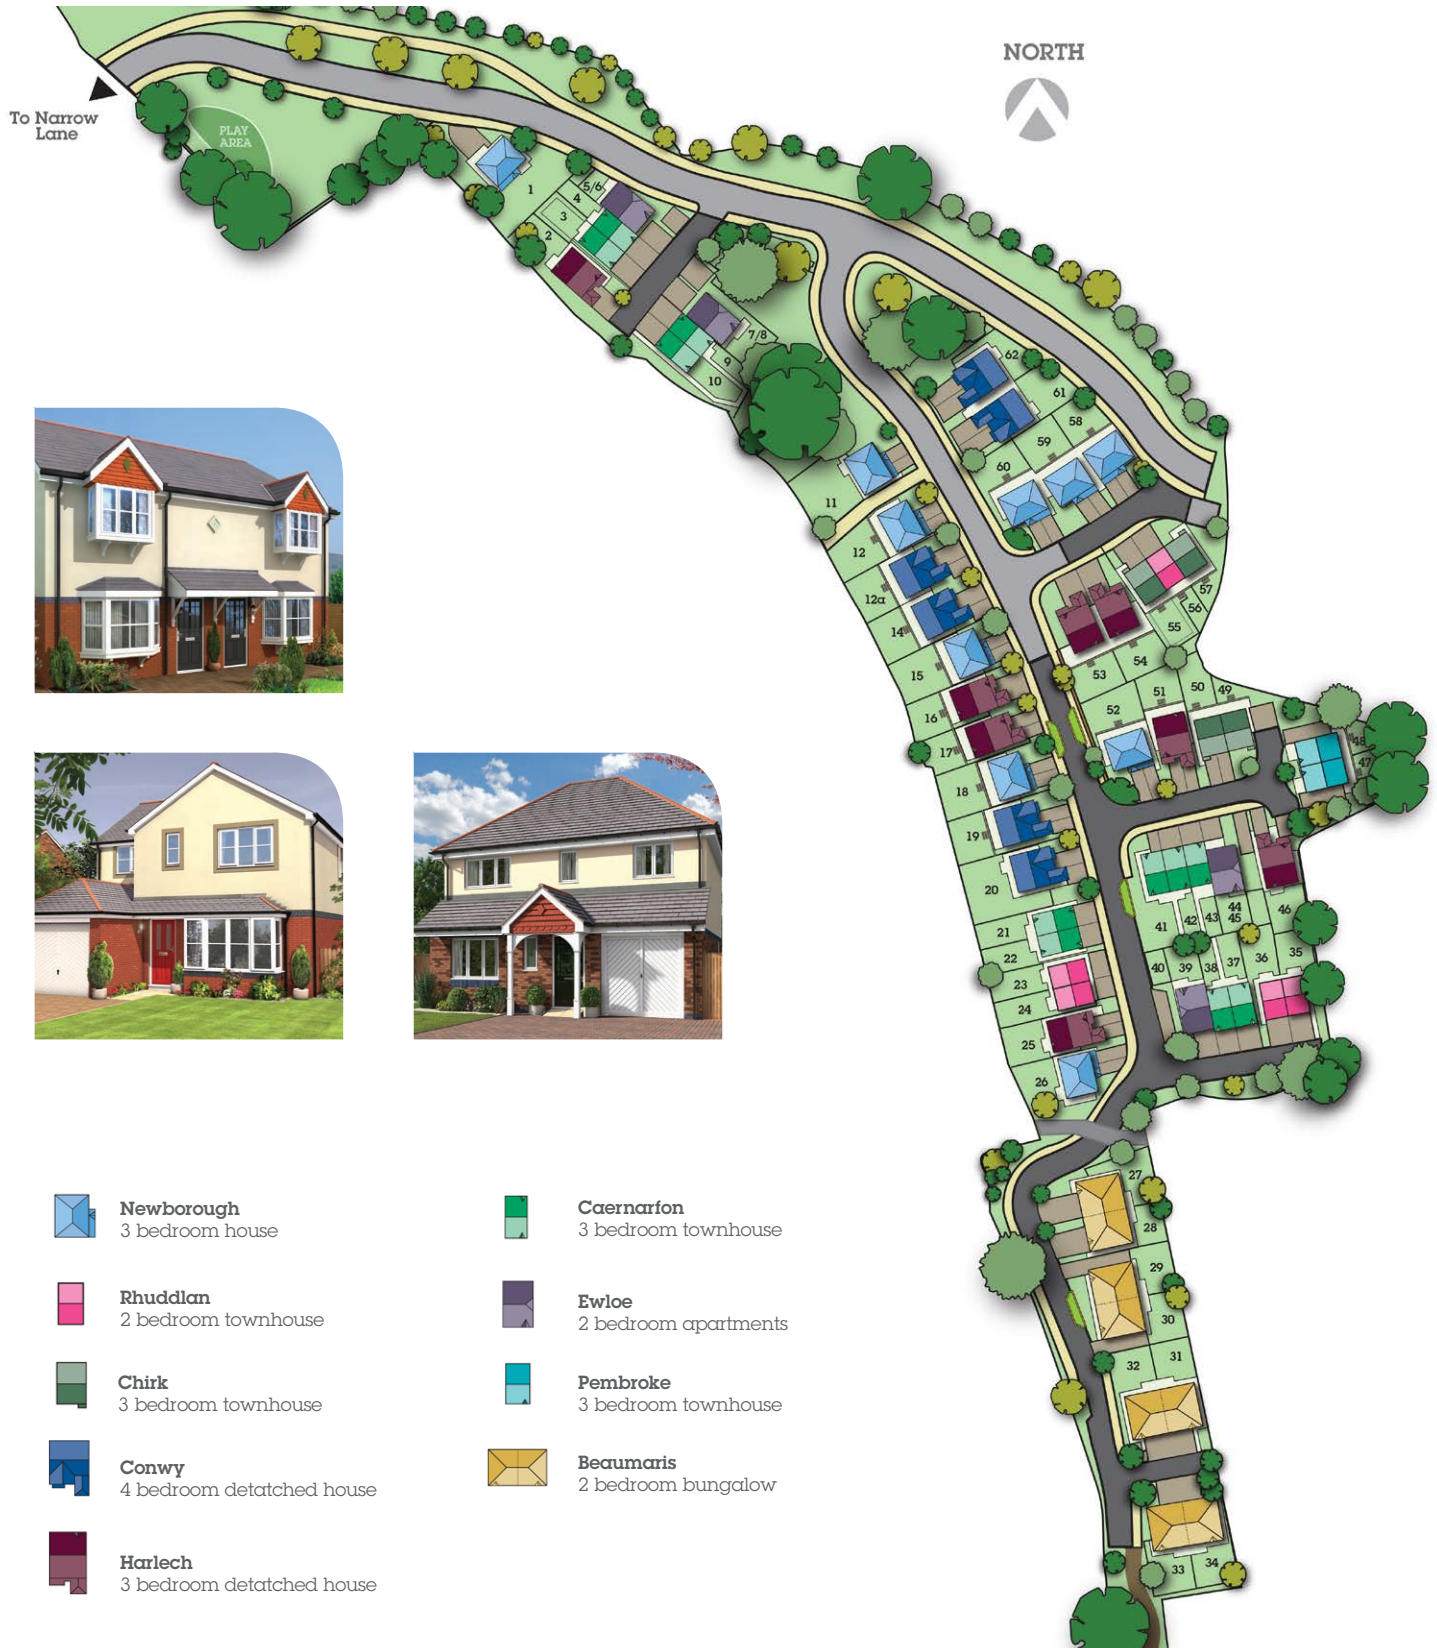 NORTH
To Narrow
Lane
PLAY
AREA
1
5/6
4
3
2
7/8
9
10
62
61
58
59
60
11
12
12a
14
15
16
17
18
19
20
21
22
23
24
25
26
57
56
55
54
53
52
51
50
49
48
47
46
44
45
43
42
41
40
39
38
37
36
35
27
28
29
30
31
32
33
34
Newborough
3 bedroom house
Rhuddlan
2 bedroom townhouse
Chirk
3 bedroom townhouse
Conwy
4 bedroom detatched house
Harlech
3 bedroom detatched house
Caernarfon
3 bedroom townhouse
Ewloe
2 bedroom apartments
Pembroke
3 bedroom townhouse
Beaumaris
2 bedroom bungalow